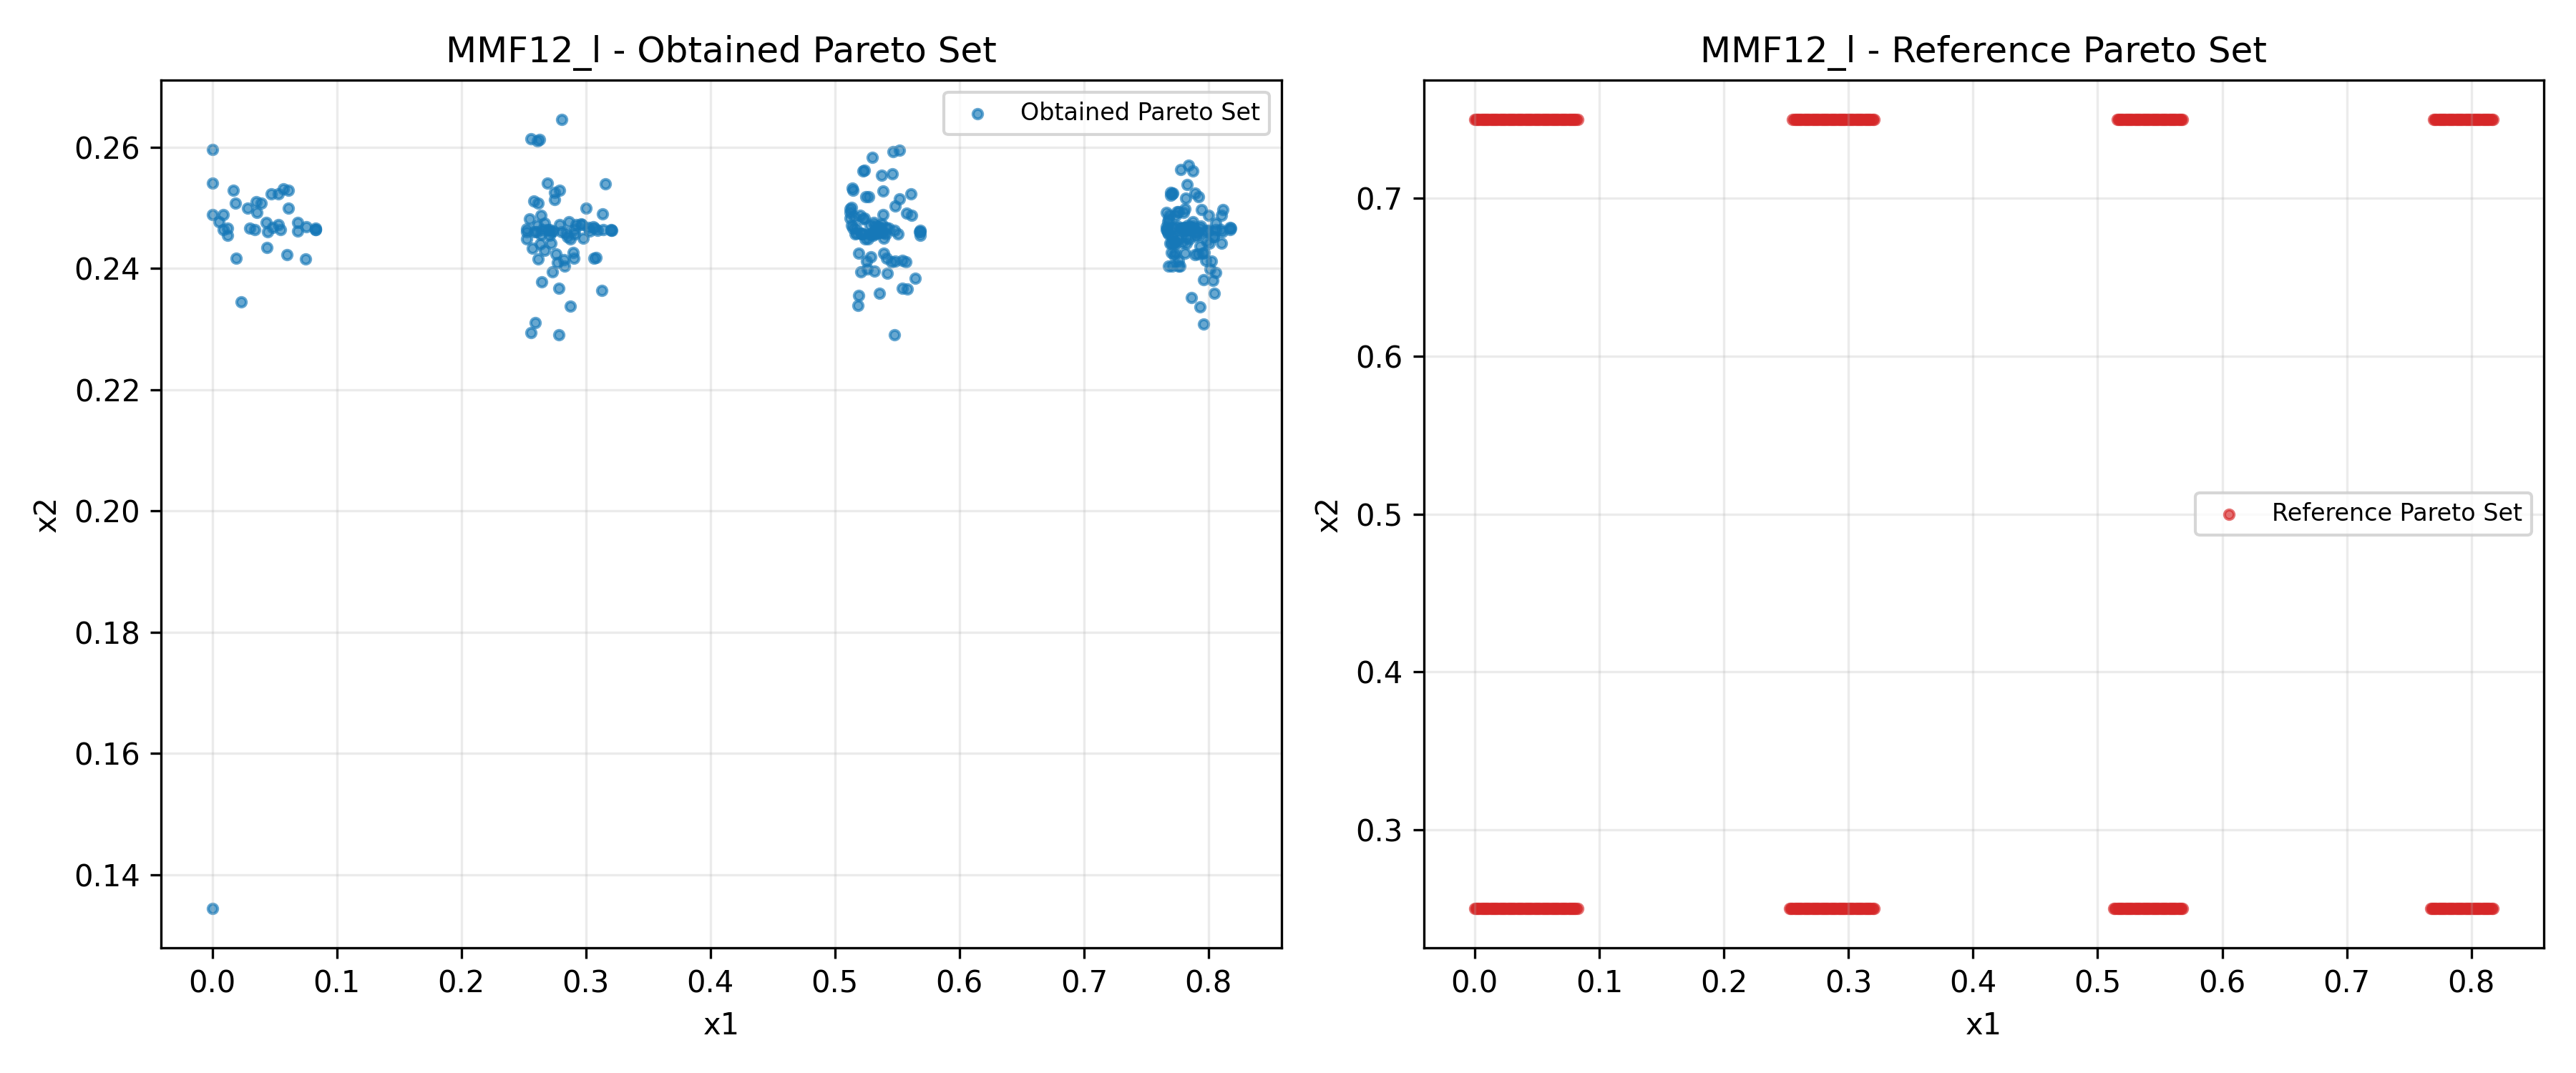 MMF12_l - Obtained Pareto Set
Obtained Pareto Set
0.26
0.24
0.22
0.20
0.18
0.16
0.14
x2
0.0 0.1 0.2 0.3 0.4 0.5 0.6 0.7 0.8
x1
MMF12_l - Reference Pareto Set
Reference Pareto Set
0.7
0.6
0.5
0.4
0.3
x2
0.0 0.1 0.2 0.3 0.4 0.5 0.6 0.7 0.8
x1